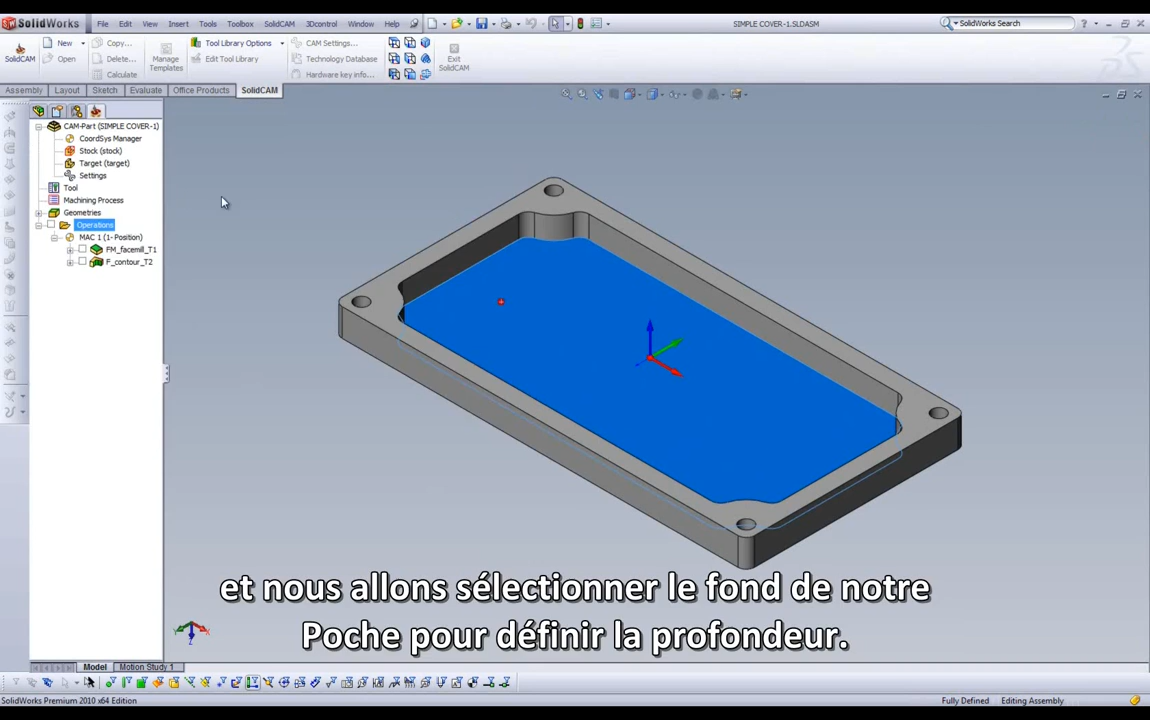 SolidWorks File Edit View Insert Tools Toolbox SolidCAM 3Dcontrol Window Help SIMPLE COVER-1.SLDASM SolidWorks Search
New Copy... Tool Library Options CAM Settings...
SolidCAM Open Delete... Manage Templates Edit Tool Library Technology Database Exit SolidCAM
Calculate Hardware key info...
Assembly Layout Sketch Evaluate Office Products SolidCAM
CAM-Part (SIMPLE COVER-1)
CoordSys Manager
Stock (stock)
Target (target)
Settings
Tool
Machining Process
Geometries
Operations
MAC 1 (1- Position)
FM_facemill_T1
F_contour_T2
et nous allons sélectionner le fond de notre
Poche pour définir la profondeur.
Model Motion Study 1
SolidWorks Premium 2010 x64 Edition Fully Defined Editing Assembly